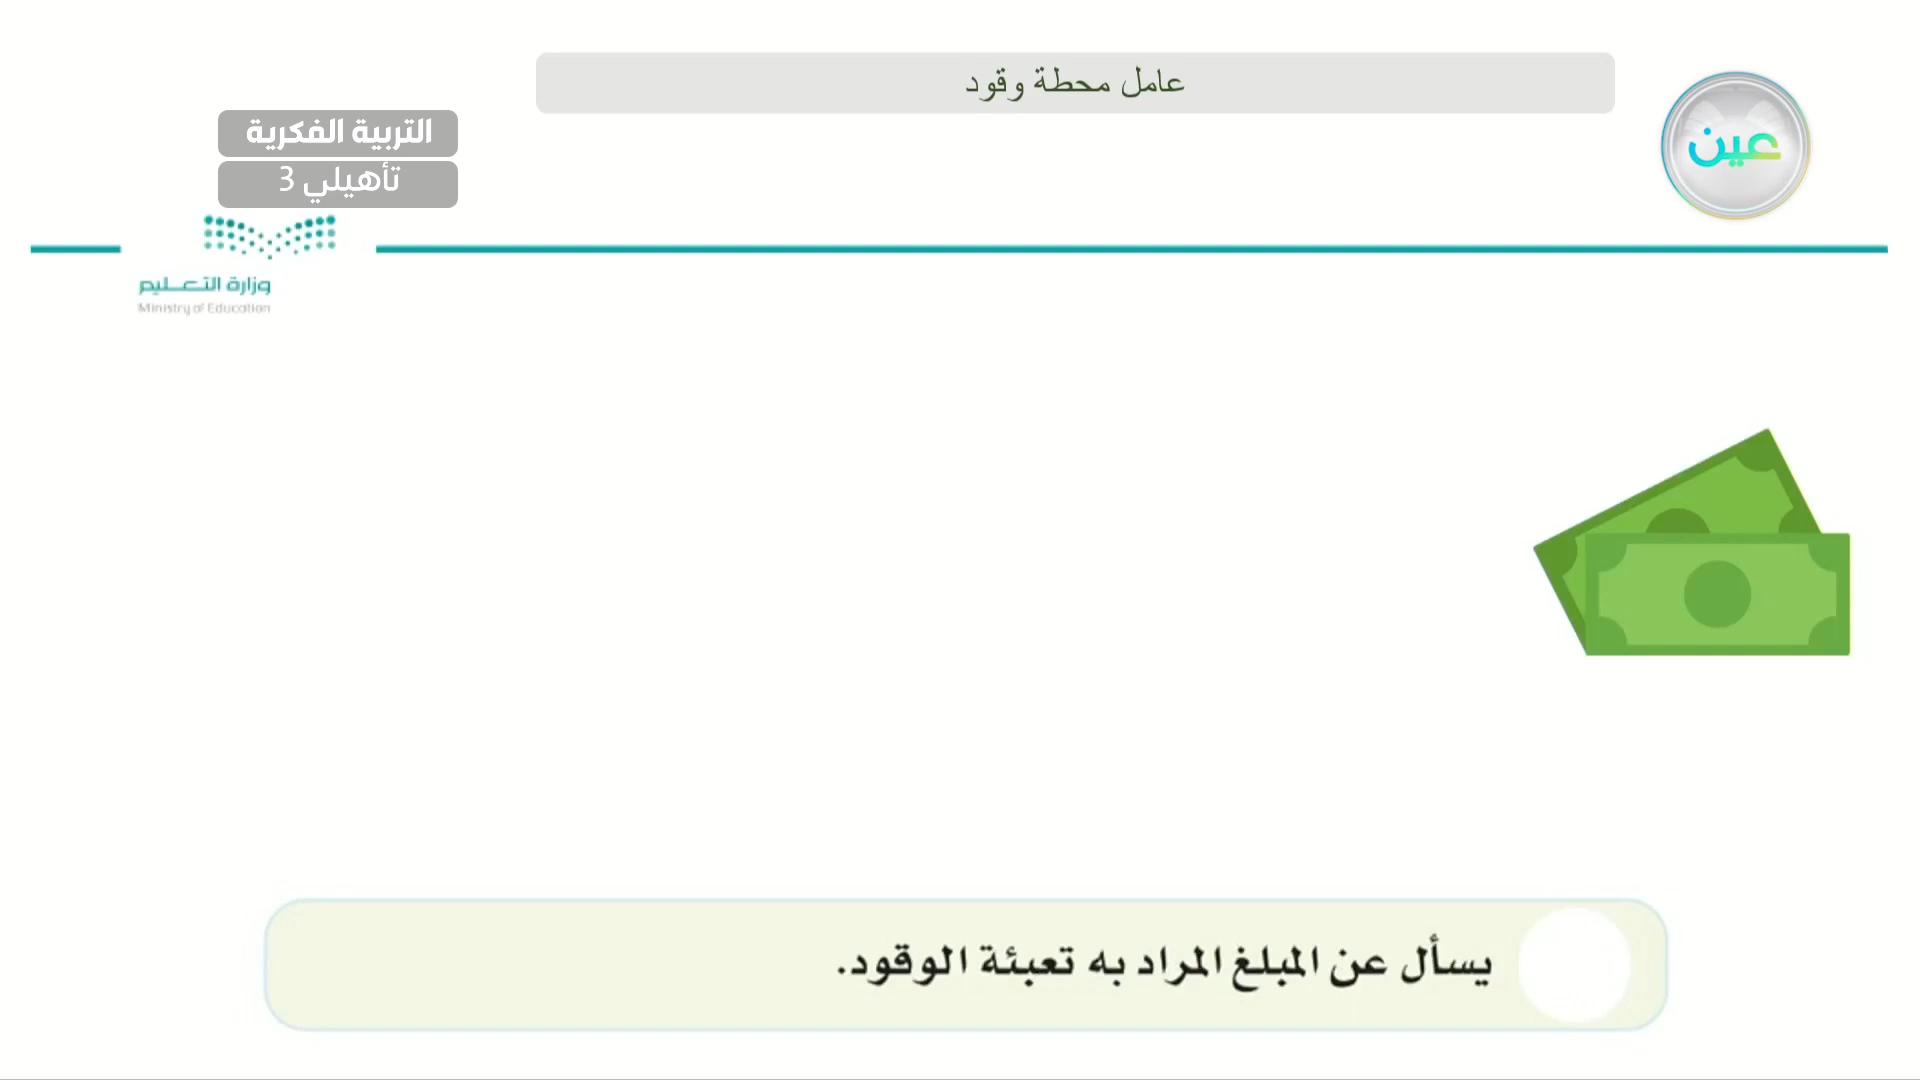 عامل محطة وقود
عين
التربية الفكرية
تأهيلي 3
وزارة التعليم
Ministry of Education
يسأل عن المبلغ المراد به تعبئة الوقود.